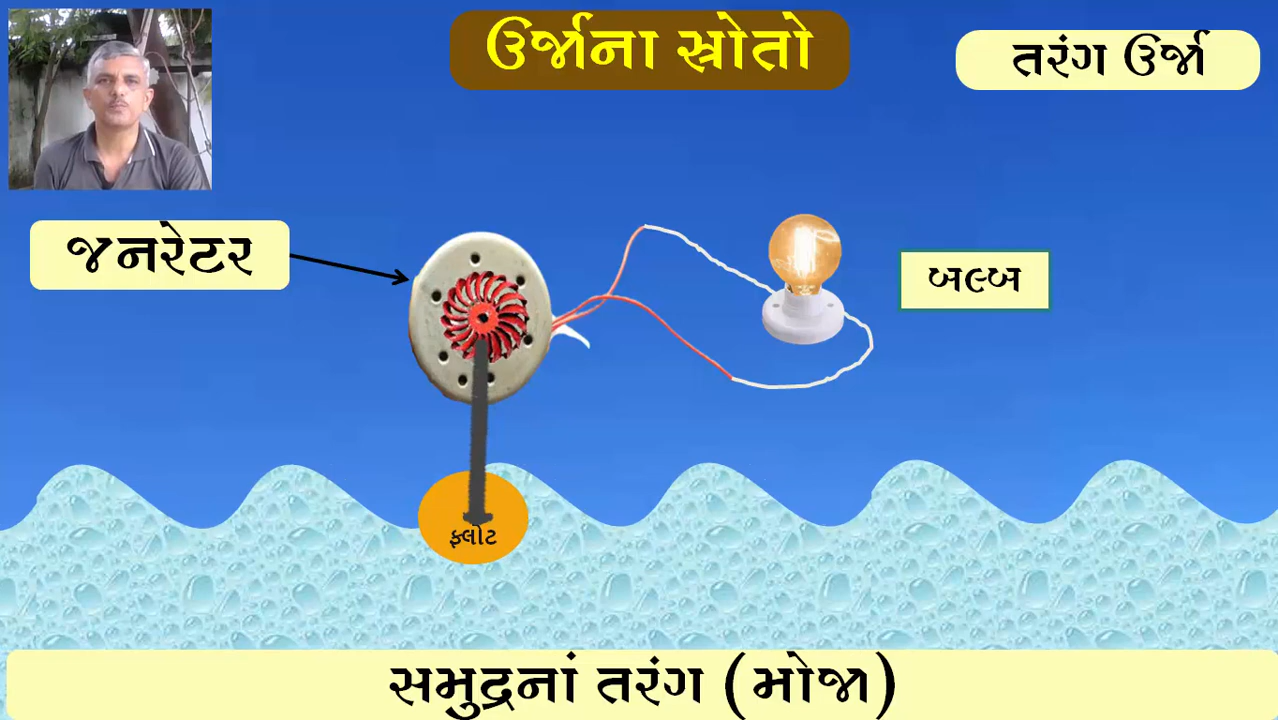 ઉર્જાના સ્રોતો
તરંગ ઉર્જા
જનરેટર
બલ્બ
ફ્લોટ
સમુદ્રનાં તરંગ (મોજા)